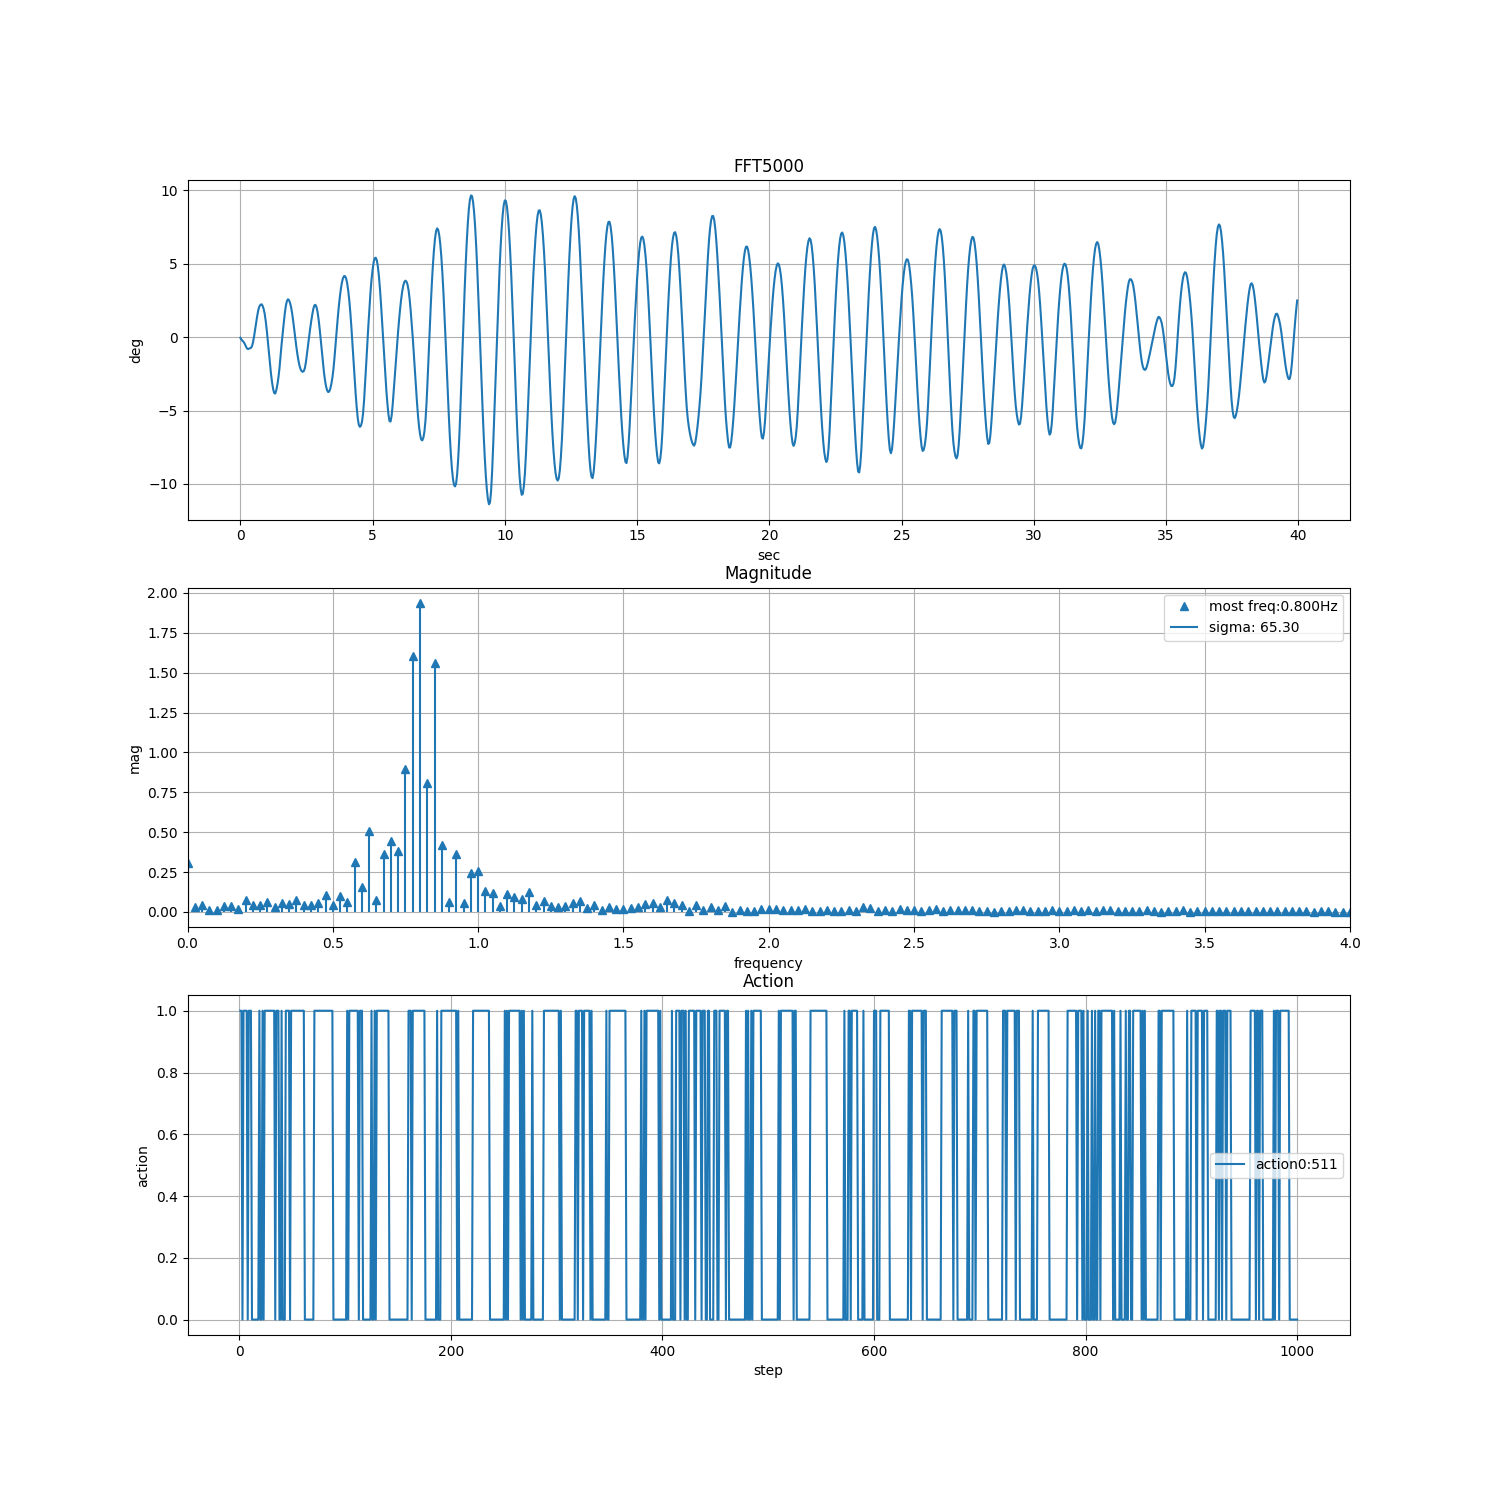 FFT5000
10
5
0
−5
−10
deg
0 5 10 15 20 25 30 35 40
sec
Magnitude
2.00
1.75
1.50
1.25
1.00
0.75
0.50
0.25
0.00
mag
most freq:0.800Hz
sigma: 65.30
0.0 0.5 1.0 1.5 2.0 2.5 3.0 3.5 4.0
frequency
Action
1.0
0.8
0.6
0.4
0.2
0.0
action
action0:511
0 200 400 600 800 1000
step